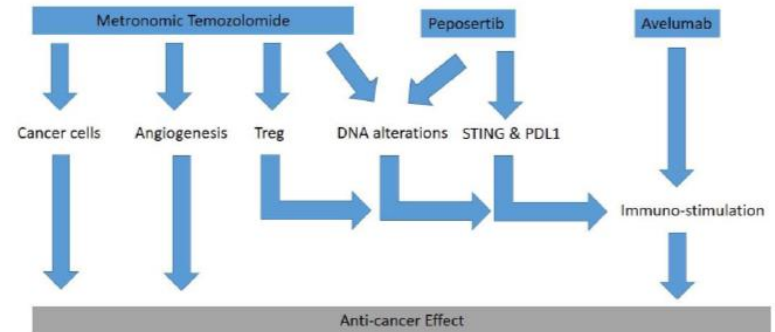 Metronomic Temozolomide
Peposertib
Avelumab
Cancer cells
Angiogenesis
Treg
DNA alterations
STING & PDL1
Immuno-stimulation
Anti-cancer Effect